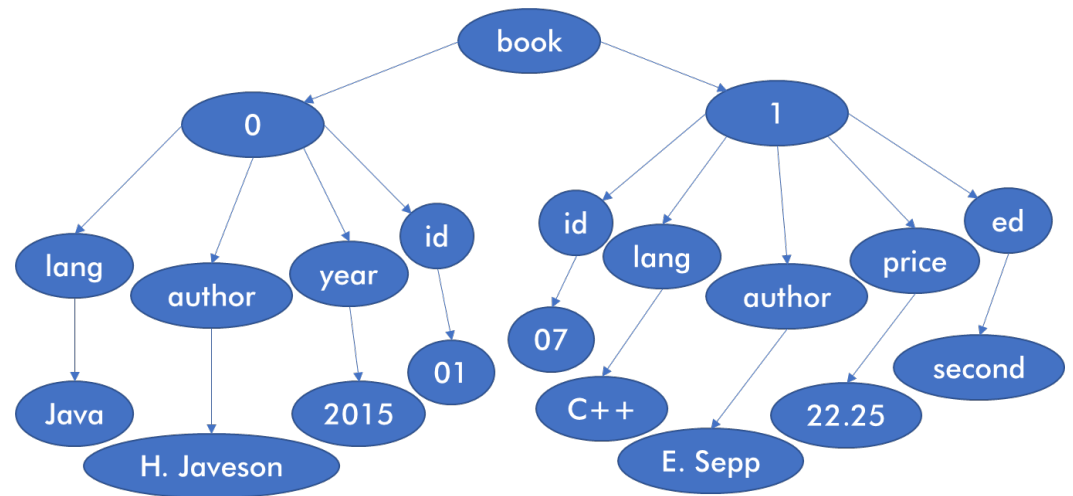 book
0
1
lang
author
year
id
id
lang
author
price
ed
Java
H. Javeson
2015
01
07
C++
E. Sepp
22.25
second